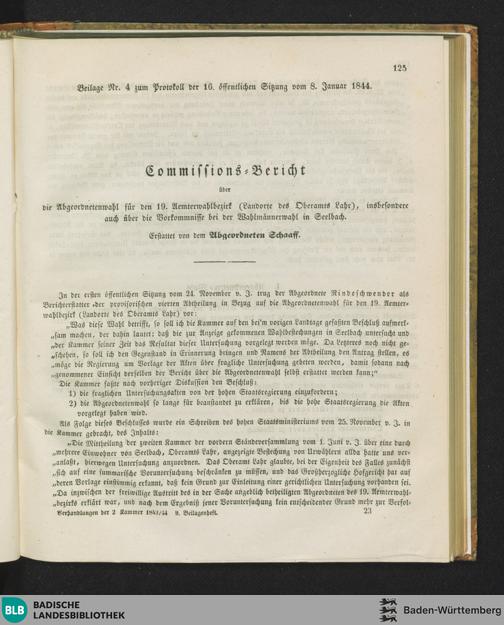 125
Beilage Nr. 4 zum Protokoll der 16. öffentlichen Sitzung vom 8. Januar 1844.
Commissions-Bericht
über
die Abgeordnetenwahl für den 19. Aemterwahlbezirk (Landorte des Oberamts Lahr), insbesondere
auch über die Vorkommnisse bei der Wahlmännerwahl in Seelbach.
Erstattet von dem Abgeordneten Schaaff.
In der ersten öffentlichen Sitzung vom 24. November v. J. trug der Abgeordnete Rindeschwender als
Berichterstatter der provisorischen vierten Abtheilung in Bezug auf die Abgeordnetenwahl für den 19. Aemter-
wahlbezirk (Landorte des Oberamts Lahr) vor:
„Was diese Wahl betrifft, so soll ich die Kammer auf den bei'm vorigen Landtage gefaßten Beschluß aufmerk-
„sam machen, der dahin lautet: daß die zur Anzeige gekommenen Wahlbestechungen in Seelbach untersucht und
„der Kammer seiner Zeit das Resultat dieser Untersuchung vorgelegt werden möge. Da Letzteres noch nicht ge-
„schehen, so soll ich den Gegenstand in Erinnerung bringen und Namens der Abtheilung den Antrag stellen, es
„möge die Regierung um Vorlage der Akten über fragliche Untersuchung gebeten werden, damit sodann nach
„genommener Einsicht derselben der Bericht über die Abgeordnetenwahl selbst erstattet werden kann;“
Die Kammer faßte nach vorheriger Diskussion den Beschluß:
1) die fraglichen Untersuchungsakten von der hohen Staatsregierung einzufordern;
2) die Abgeordnetenwahl so lange für beanstandet zu erklären, bis die hohe Staatsregierung die Akten
vorgelegt haben wird.
Als Folge dieses Beschlusses wurde ein Schreiben des hohen Staatsministeriums vom 25. November v. J. in
die Kammer gebracht, des Inhalts:
„Die Mittheilung der zweiten Kammer der vordern Ständeversammlung vom 1. Juni v. J. über eine durch
„mehrere Einwohner von Seelbach, Oberamts Lahr, angezeigte Bestechung von Urwählern allda hatte uns ver-
„anlaßt, hierwegen Untersuchung anzuordnen. Das Oberamt Lahr glaubte, bei der Eigenheit des Falles zunächst
„sich auf eine summarische Voruntersuchung beschränken zu müssen, und das Großherzogliche Hofgericht hat auf
„deren Vorlage einstimmig erkannt, daß kein Grund zur Einleitung einer gerichtlichen Untersuchung vorhanden sei.
„Da inzwischen der freiwillige Austritt des in der Sache angeblich betheiligten Abgeordneten des 19. Aemterwahl-
„bezirks erklärt war, und nach dem Ergebniß jener Voruntersuchung kein entscheidender Grund mehr zur Verfol-
Verhandlungen der 2 Kammer 1843/44 9. Beilagenheft.
23
BLB BADISCHE
LANDESBIBLIOTHEK
Baden-Württemberg